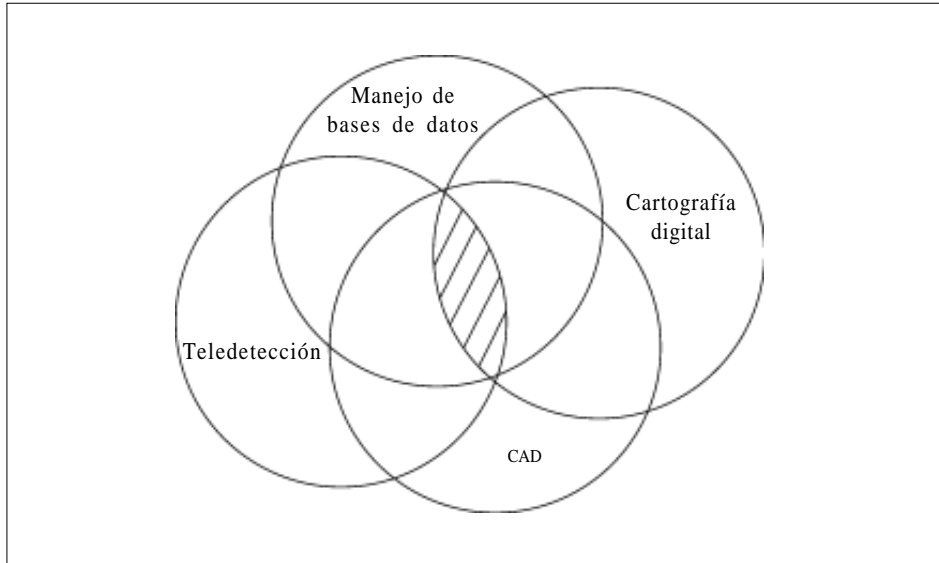 Manejo de
bases de datos
Cartografía
digital
Teledetección
CAD